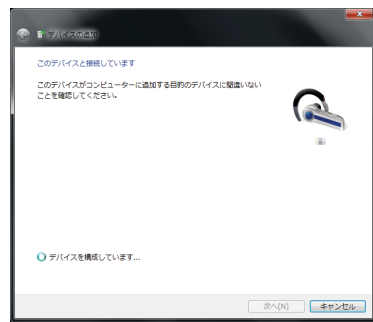 デバイスの追加
このデバイスと接続しています
このデバイスがコンピューターに追加する目的のデバイスに間違いない
ことを確認してください。
デバイスを構成しています...
次へ(N)
キャンセル